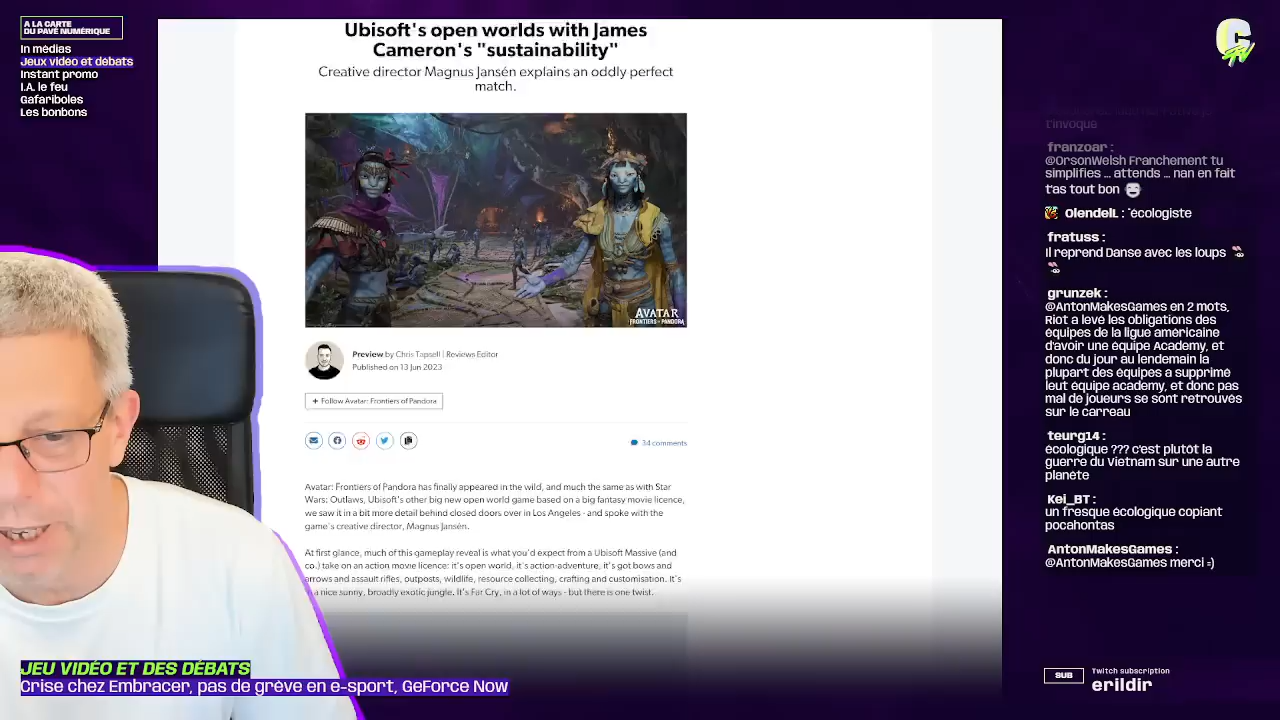 A LA CARTE
DU PAVÉ NUMÉRIQUE
In médias
Jeux vidéo et débats
Instant promo
I.A. le feu
Gafariboles
Les bonbons
Ubisoft's open worlds with James
Cameron's "sustainability"
Creative director Magnus Jansén explains an oddly perfect
match.
AVATAR
FRONTIERS OF PANDORA
Preview by Chris Tapsell | Reviews Editor
Published on 13 Jun 2023
+ Follow Avatar: Frontiers of Pandora
34 comments
Avatar: Frontiers of Pandora has finally appeared in the wild, and much the same as with Star
Wars: Outlaws, Ubisoft's other big new open world game based on a big fantasy movie licence,
we saw it in a bit more detail behind closed doors over in Los Angeles - and spoke with the
game's creative director, Magnus Jansén.
At first glance, much of this gameplay reveal is what you'd expect from a Ubisoft Massive (and
co.) take on an action movie licence: it's open world, it's action-adventure, it's got bows and
arrows and assault rifles, outposts, wildlife, resource collecting, crafting and customisation. It's
a nice sunny, broadly exotic jungle. It's Far Cry, in a lot of ways - but there is one twist.
G TV
t'invoque
franzoar :
@OrsonWelsh Franchement tu
simplifies ... attends ... nan en fait
t'as tout bon
OlendelL : *écologiste
fratuss :
Il reprend Danse avec les loups
grunzek :
@AntonMakesGames en 2 mots,
Riot a levé les obligations des
équipes de la ligue américaine
d'avoir une équipe Academy, et
donc du jour au lendemain la
plupart des équipes a supprimé
leut équipe academy, et donc pas
mal de joueurs se sont retrouvés
sur le carreau
teurg14 :
écologique ??? c'est plutôt la
guerre du Vietnam sur une autre
planète
Kei_BT :
un fresque écologique copiant
pocahontas
AntonMakesGames :
@AntonMakesGames merci =)
SUB
Twitch subscription
erildir
JEU VIDÉO ET DES DÉBATS
Crise chez Embracer, pas de grève en e-sport, GeForce Now